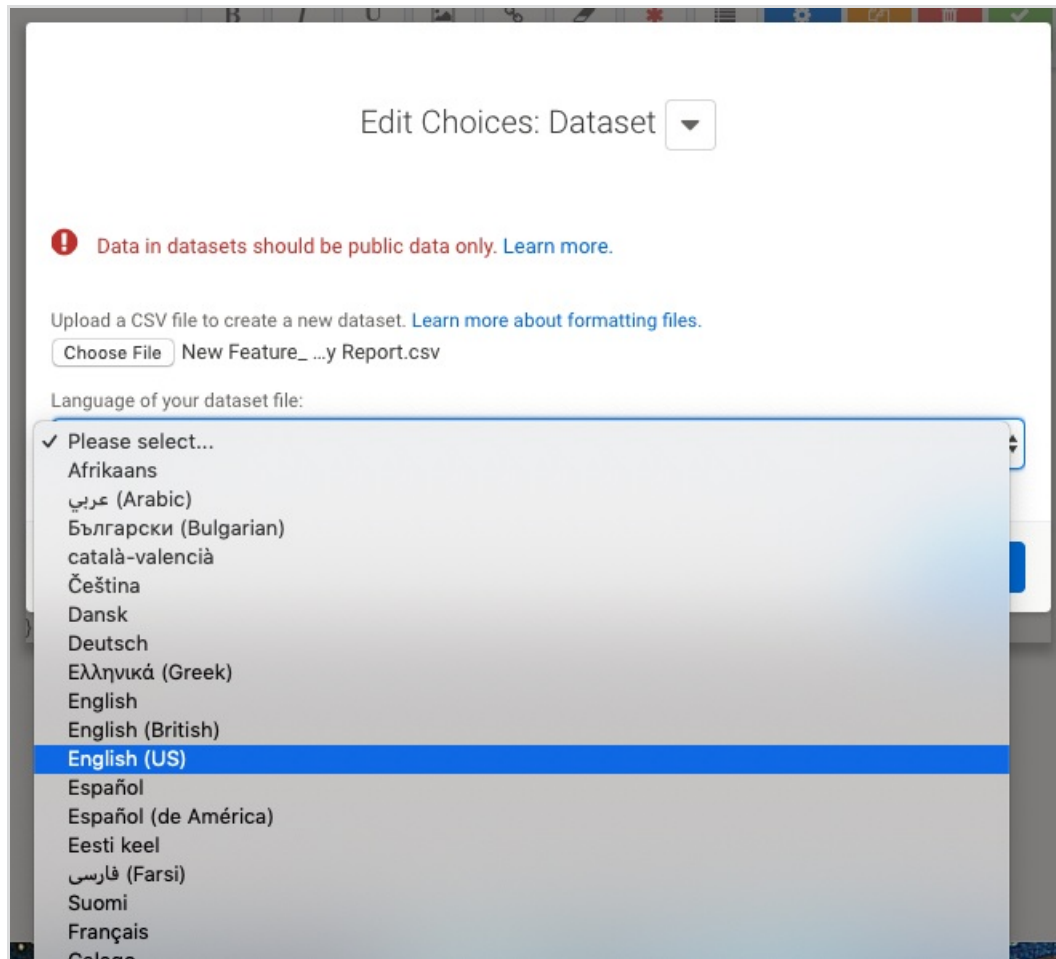 B I U
Edit Choices: Dataset
Data in datasets should be public data only. Learn more.
Upload a CSV file to create a new dataset. Learn more about formatting files.
Choose File New Feature_ ...y Report.csv
Language of your dataset file:
Please select...
Afrikaans
عربي (Arabic)
Български (Bulgarian)
català-valencià
Čeština
Dansk
Deutsch
Ελληνικά (Greek)
English
English (British)
English (US)
Español
Español (de América)
Eesti keel
فارسی (Farsi)
Suomi
Français